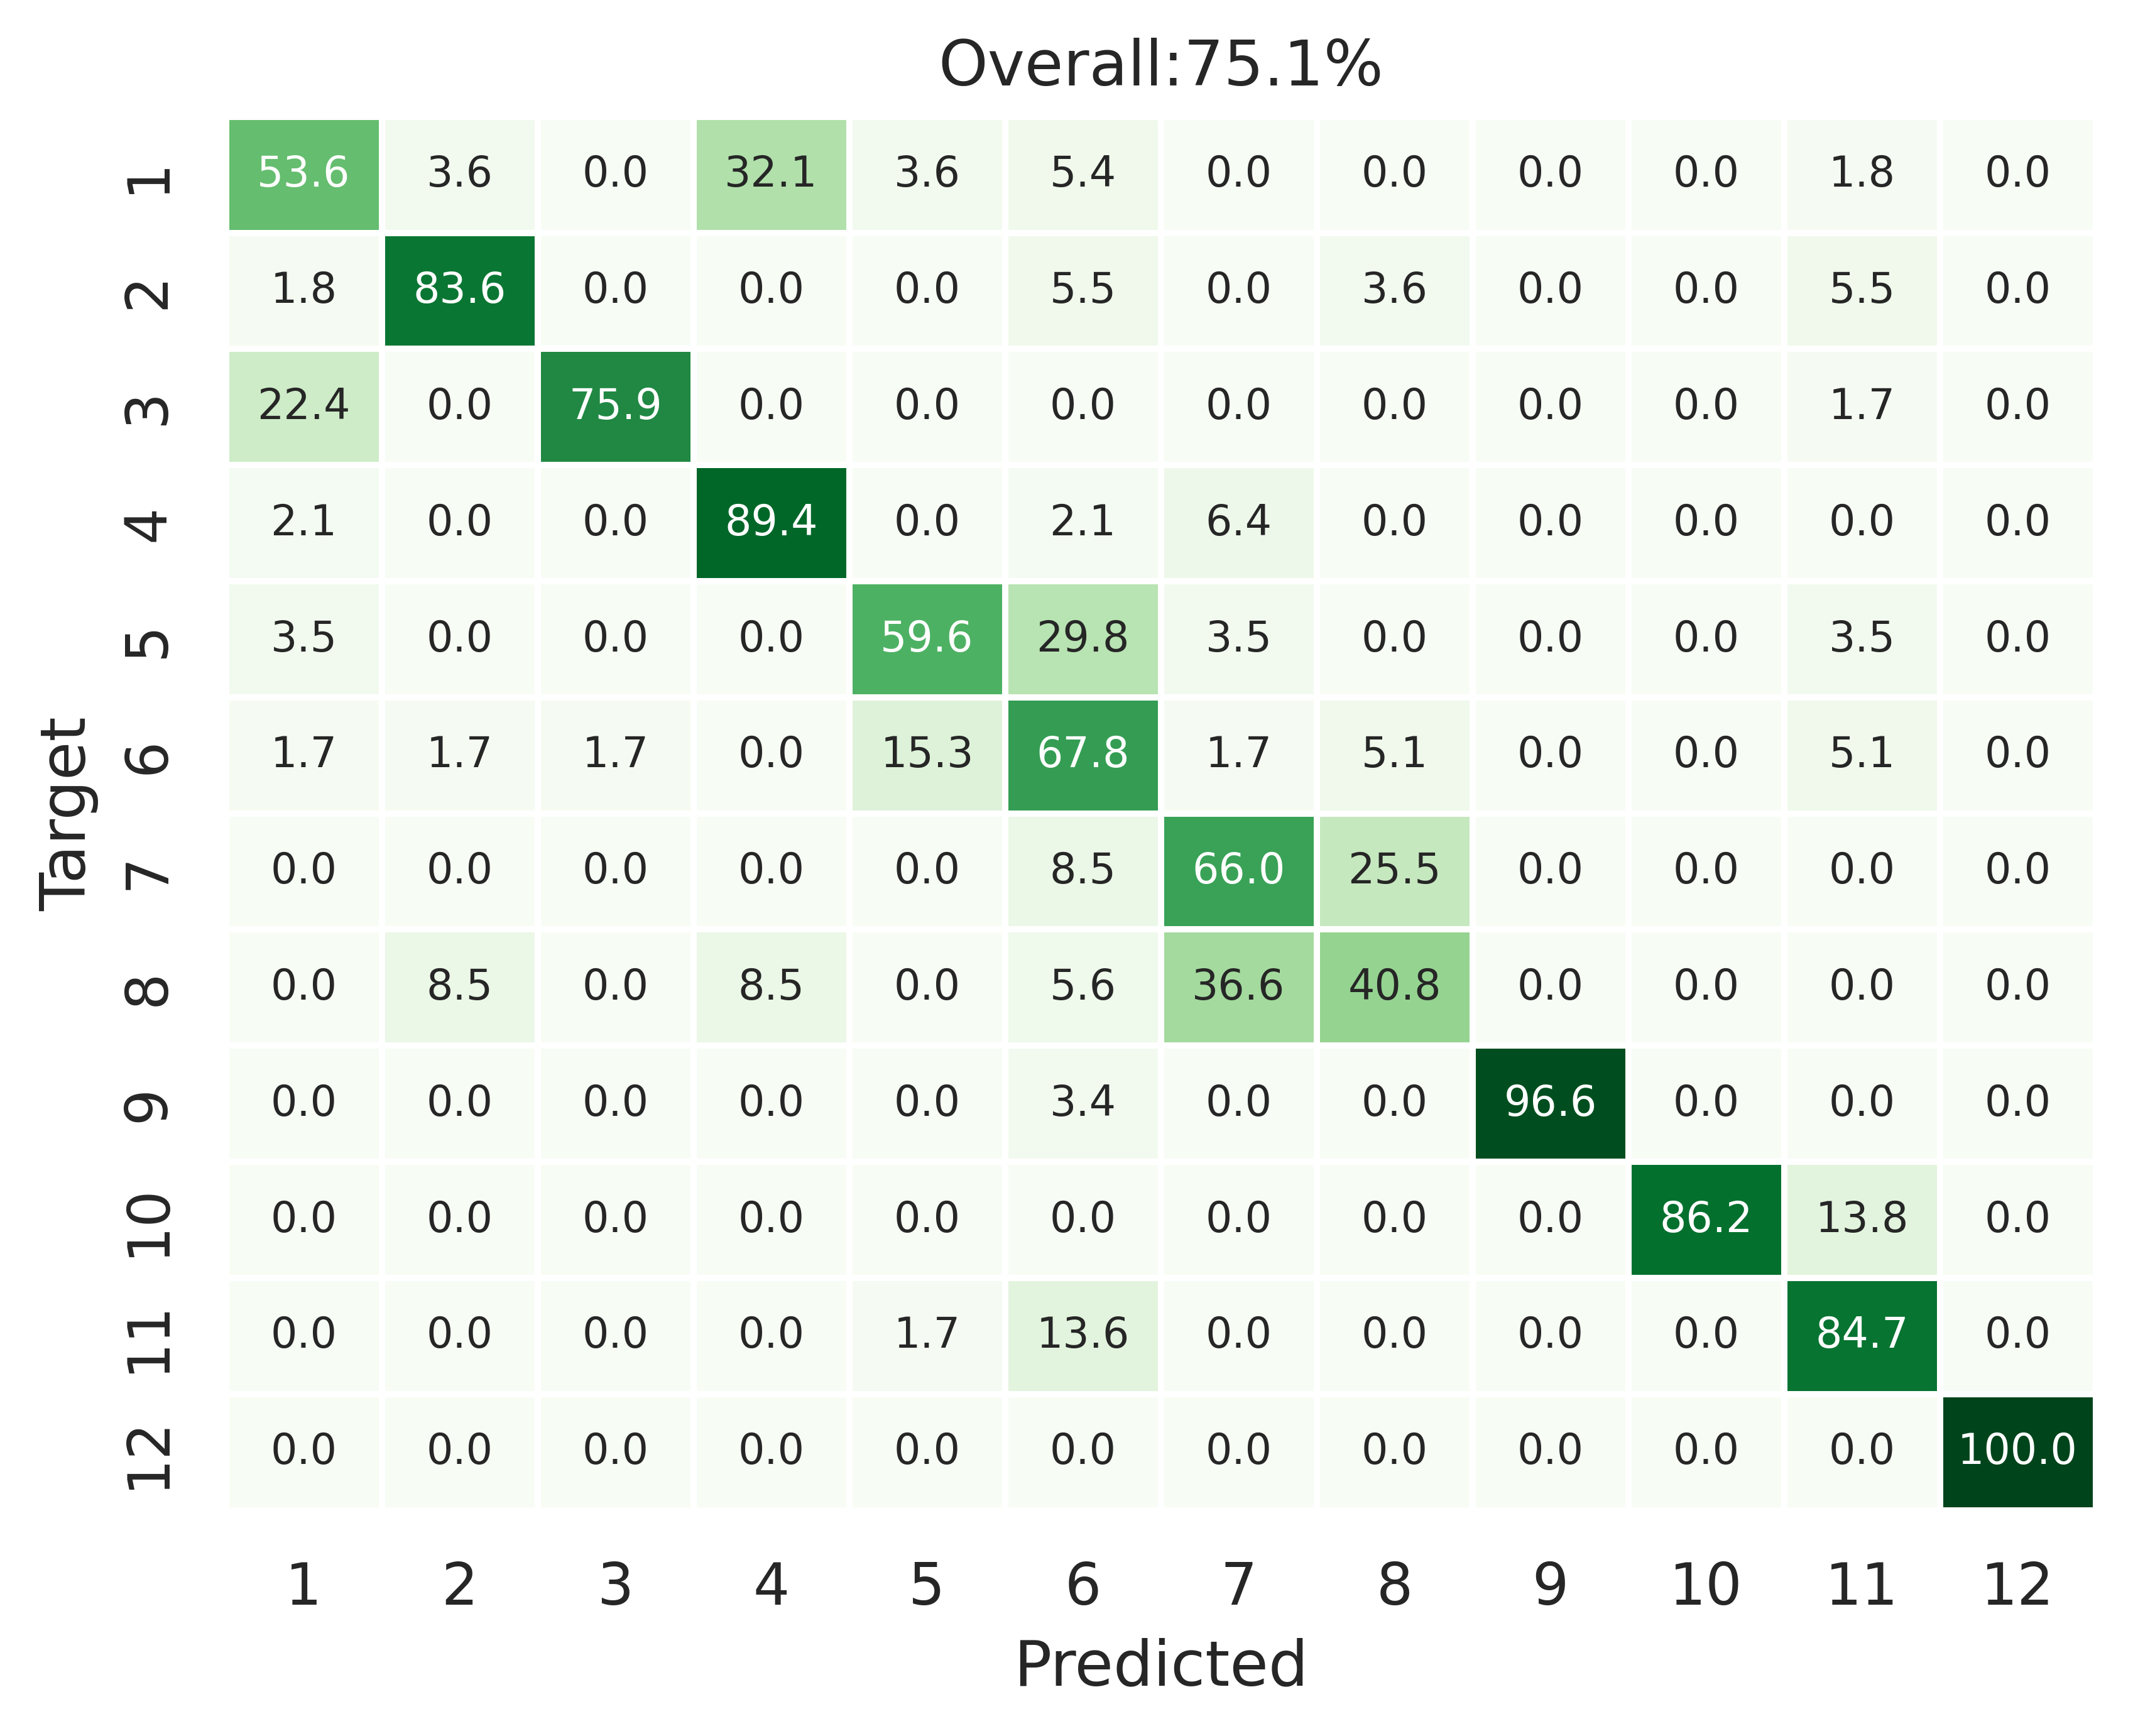 Overall:75.1%
1 53.6 3.6 0.0 32.1 3.6 5.4 0.0 0.0 0.0 0.0 1.8 0.0
2 1.8 83.6 0.0 0.0 0.0 5.5 0.0 3.6 0.0 0.0 5.5 0.0
3 22.4 0.0 75.9 0.0 0.0 0.0 0.0 0.0 0.0 0.0 1.7 0.0
4 2.1 0.0 0.0 89.4 0.0 2.1 6.4 0.0 0.0 0.0 0.0 0.0
5 3.5 0.0 0.0 0.0 59.6 29.8 3.5 0.0 0.0 0.0 3.5 0.0
6 1.7 1.7 1.7 0.0 15.3 67.8 1.7 5.1 0.0 0.0 5.1 0.0
Target
7 0.0 0.0 0.0 0.0 0.0 8.5 66.0 25.5 0.0 0.0 0.0 0.0
8 0.0 8.5 0.0 8.5 0.0 5.6 36.6 40.8 0.0 0.0 0.0 0.0
9 0.0 0.0 0.0 0.0 0.0 3.4 0.0 0.0 96.6 0.0 0.0 0.0
10 0.0 0.0 0.0 0.0 0.0 0.0 0.0 0.0 0.0 86.2 13.8 0.0
11 0.0 0.0 0.0 0.0 1.7 13.6 0.0 0.0 0.0 0.0 84.7 0.0
12 0.0 0.0 0.0 0.0 0.0 0.0 0.0 0.0 0.0 0.0 0.0 100.0
1 2 3 4 5 6 7 8 9 10 11 12
Predicted